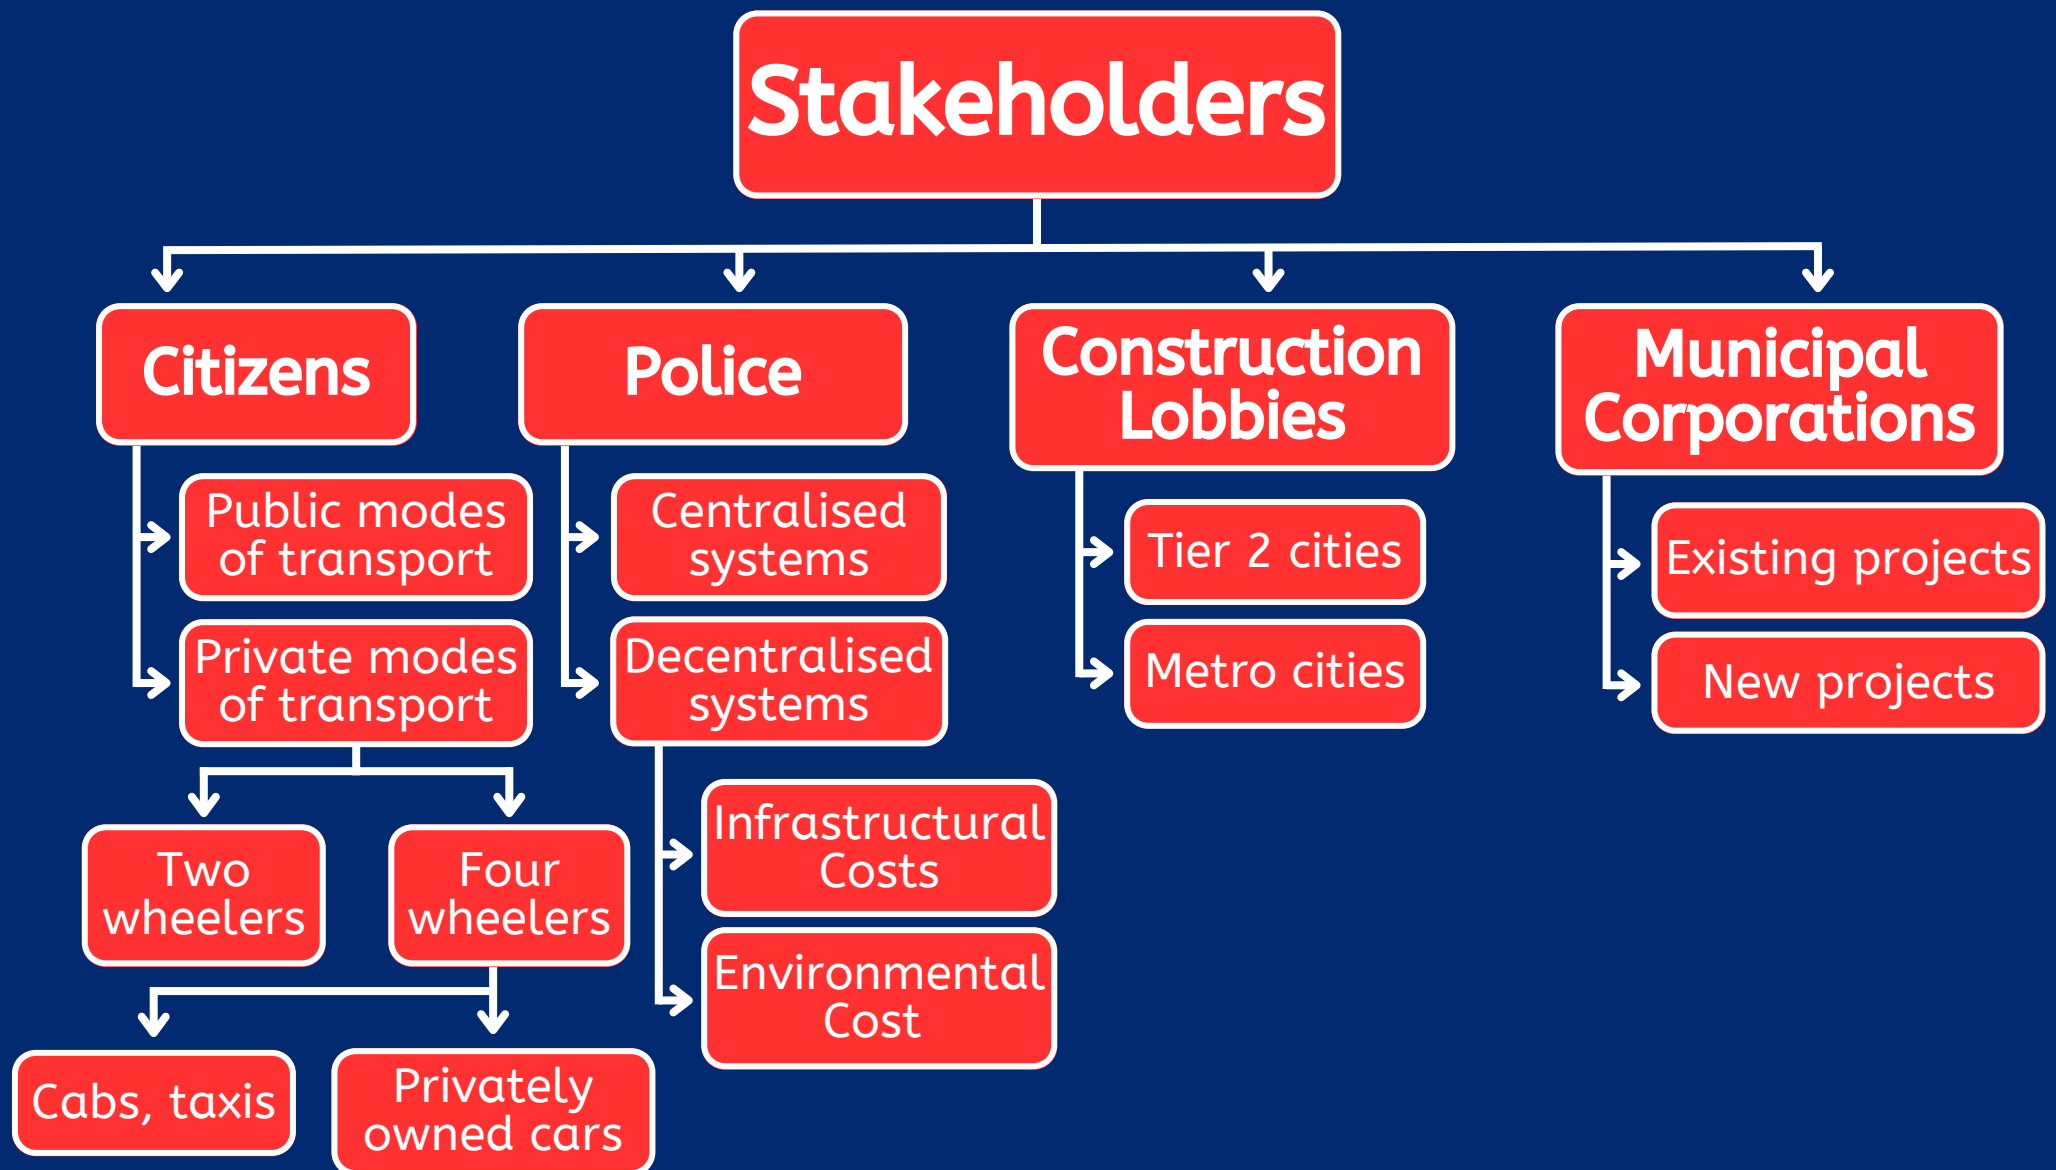 Stakeholders
Citizens
Police
Construction
Lobbies
Municipal
Corporations
Public modes
of transport
Private modes
of transport
Centralised
systems
Decentralised
systems
Tier 2 cities
Metro cities
Existing projects
New projects
Two
wheelers
Four
wheelers
Infrastructural
Costs
Environmental
Cost
Cabs, taxis
Privately
owned cars